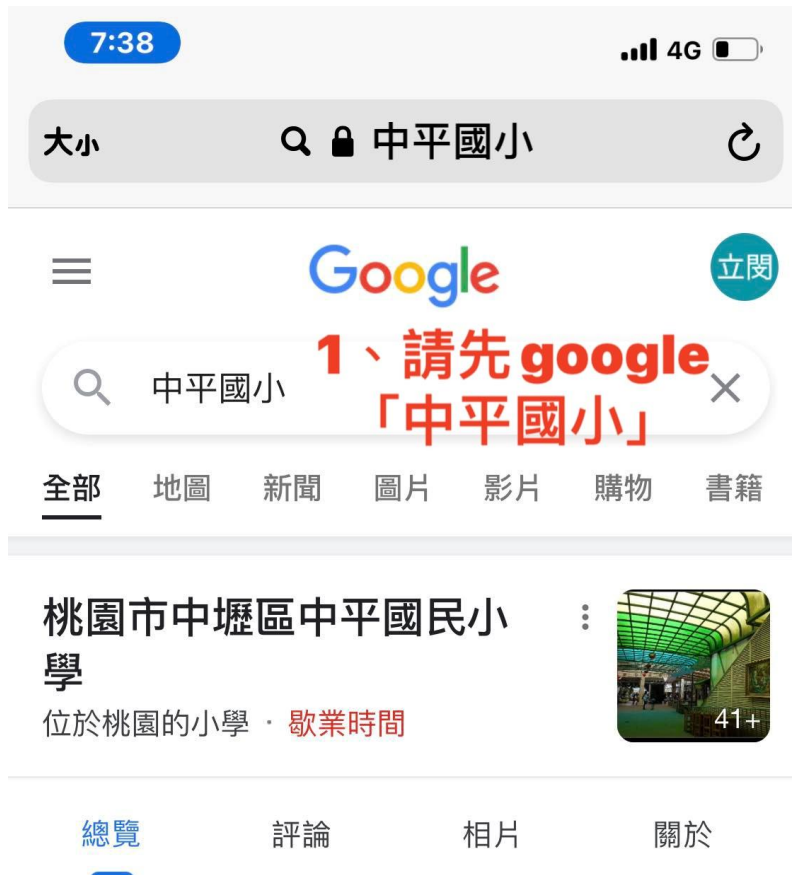 7:38
4G
大小
中平國小
Google
立閔
1、請先google
「中平國小」
中平國小
全部 地圖 新聞 圖片 影片 購物 書籍
桃園市中壢區中平國民小
學
位於桃園的小學 · 歇業時間
41+
總覽 評論 相片 關於